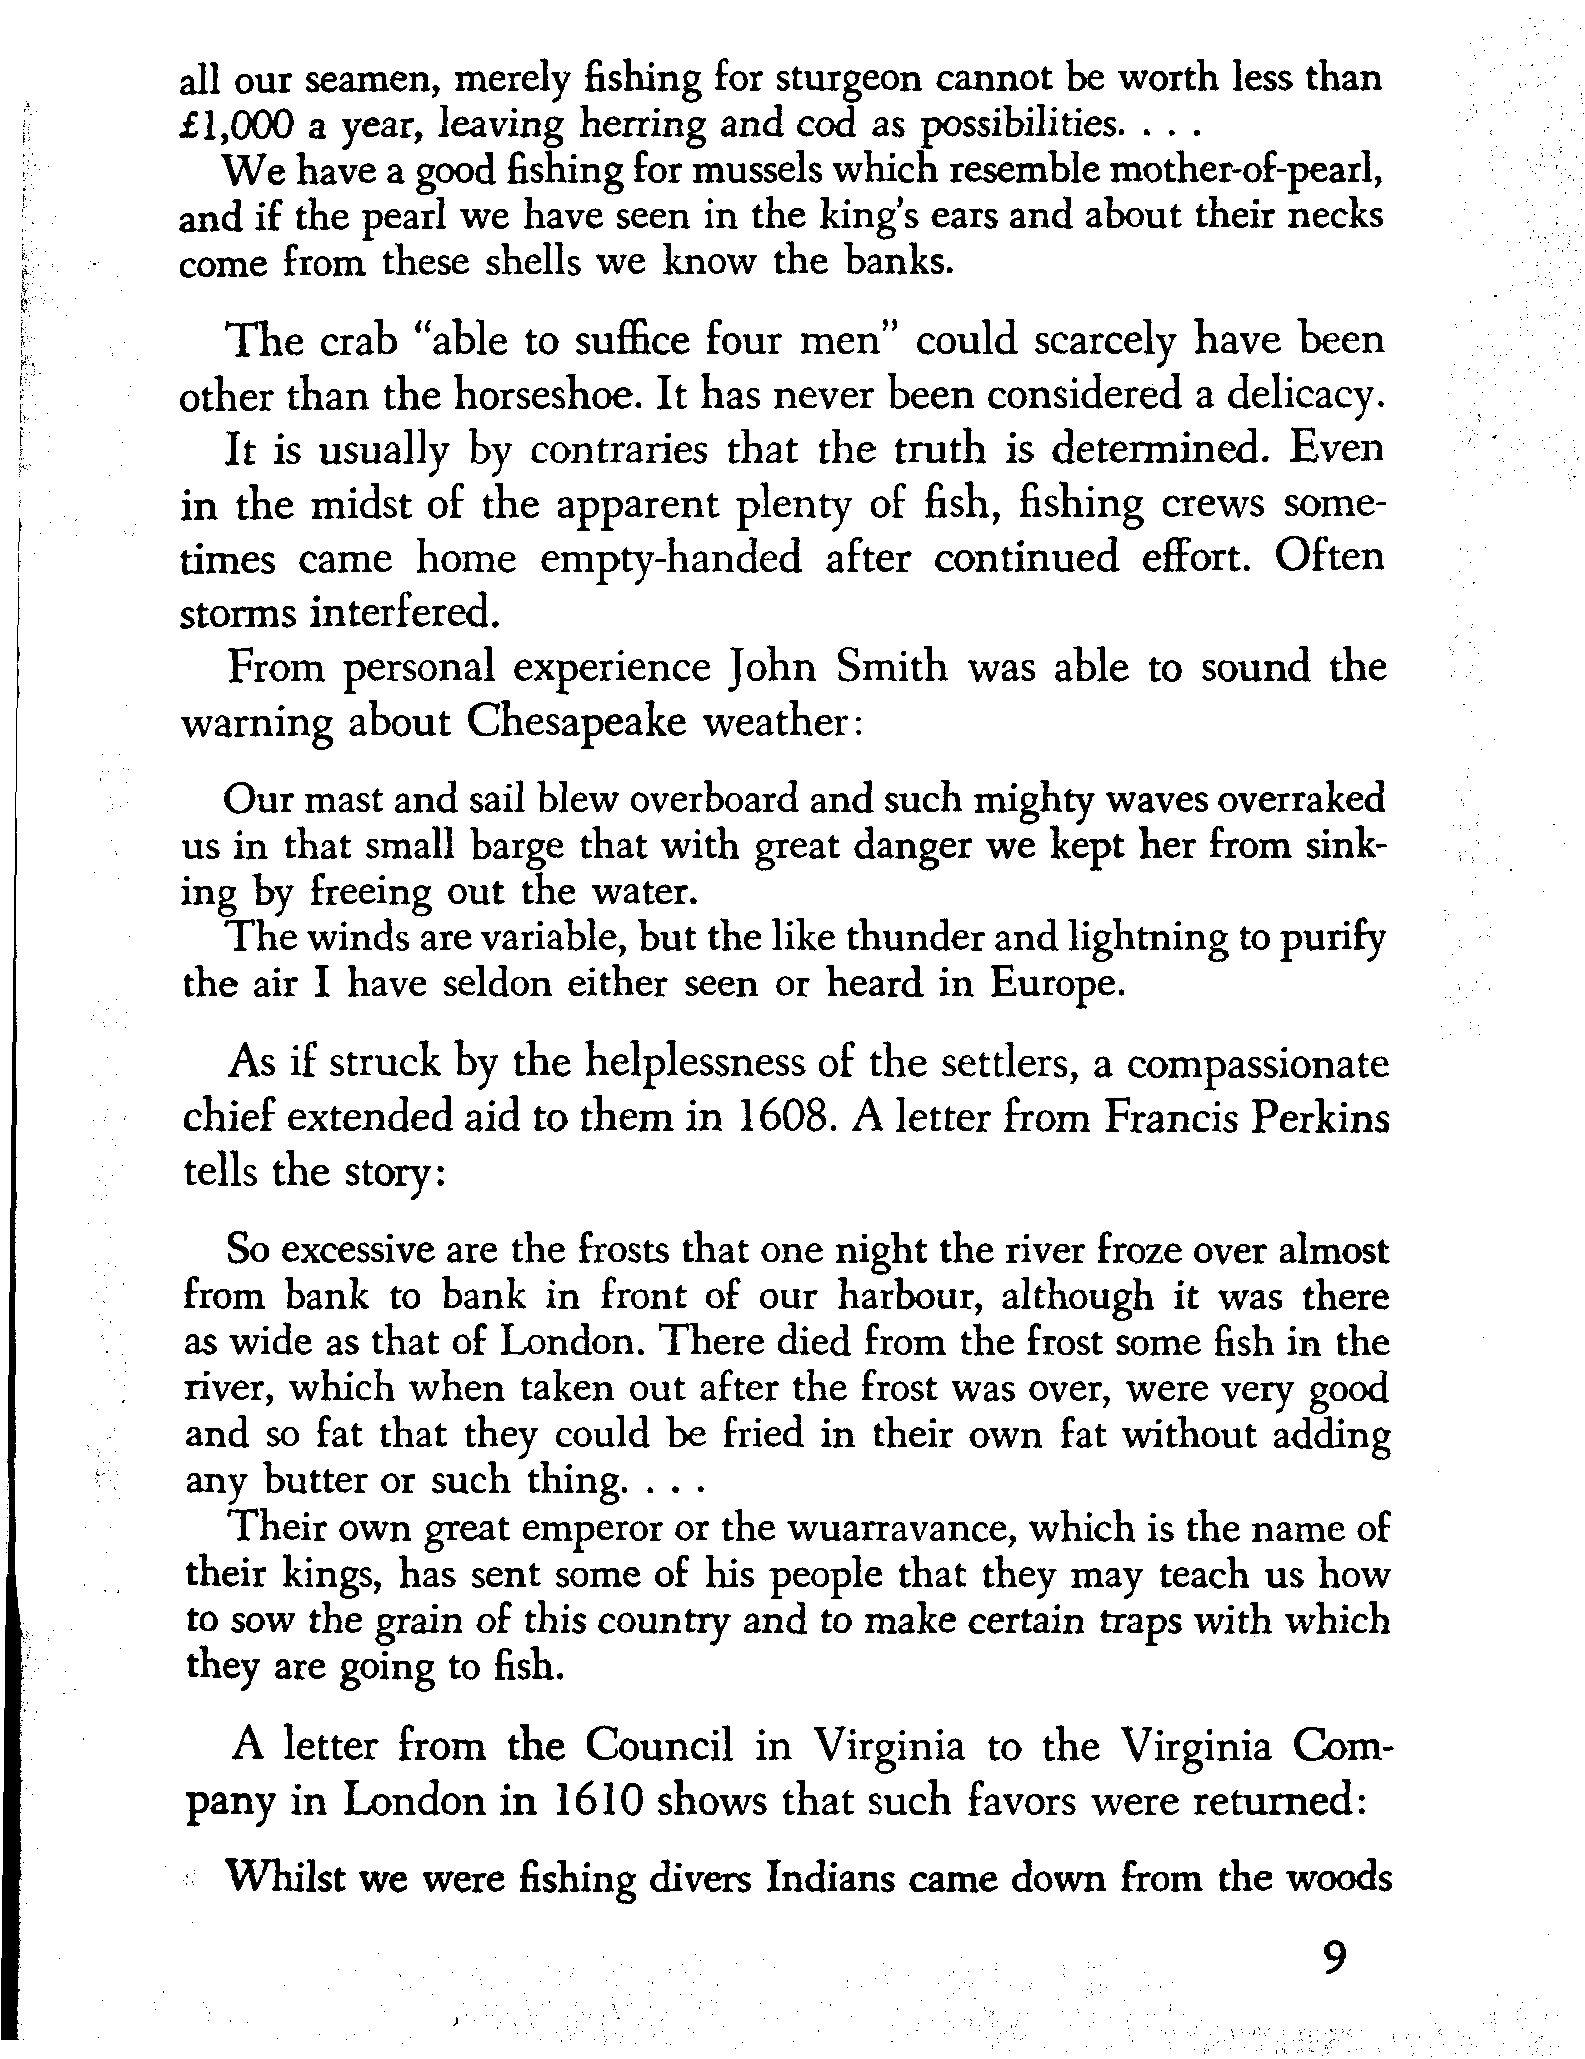 all our seamen, merely fishing for sturgeon cannot be worth less than
£1,000 a year, leaving herring and cod as possibilities. . . .
We have a good fishing for mussels which resemble mother-of-pearl,
and if the pearl we have seen in the king's ears and about their necks
come from these shells we know the banks.
The crab “able to suffice four men” could scarcely have been
other than the horseshoe. It has never been considered a delicacy.
It is usually by contraries that the truth is determined. Even
in the midst of the apparent plenty of fish, fishing crews some-
times came home empty-handed after continued effort. Often
storms interfered.
From personal experience John Smith was able to sound the
warning about Chesapeake weather:
Our mast and sail blew overboard and such mighty waves overraked
us in that small barge that with great danger we kept her from sink-
ing by freeing out the water.
The winds are variable, but the like thunder and lightning to purify
the air I have seldon either seen or heard in Europe.
As if struck by the helplessness of the settlers, a compassionate
chief extended aid to them in 1608. A letter from Francis Perkins
tells the story:
So excessive are the frosts that one night the river froze over almost
from bank to bank in front of our harbour, although it was there
as wide as that of London. There died from the frost some fish in the
river, which when taken out after the frost was over, were very good
and so fat that they could be fried in their own fat without adding
any butter or such thing. . . .
Their own great emperor or the wuarravance, which is the name of
their kings, has sent some of his people that they may teach us how
to sow the grain of this country and to make certain traps with which
they are going to fish.
A letter from the Council in Virginia to the Virginia Com-
pany in London in 1610 shows that such favors were returned:
Whilst we were fishing divers Indians came down from the woods
9